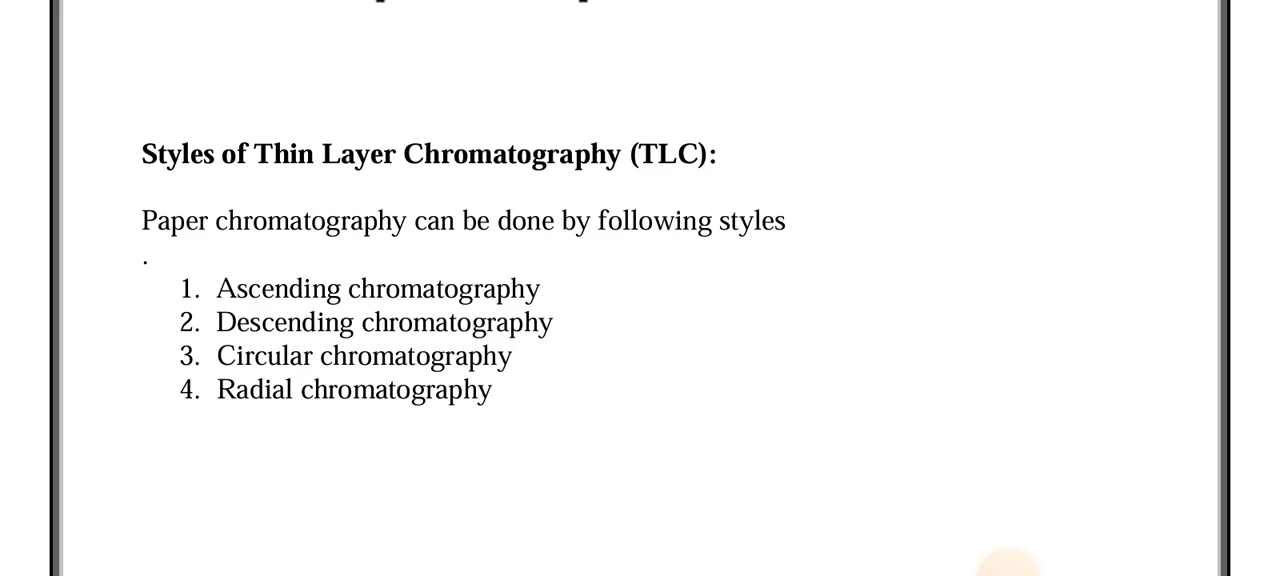 Styles of Thin Layer Chromatography (TLC):
Paper chromatography can be done by following styles
.
1. Ascending chromatography
2. Descending chromatography
3. Circular chromatography
4. Radial chromatography